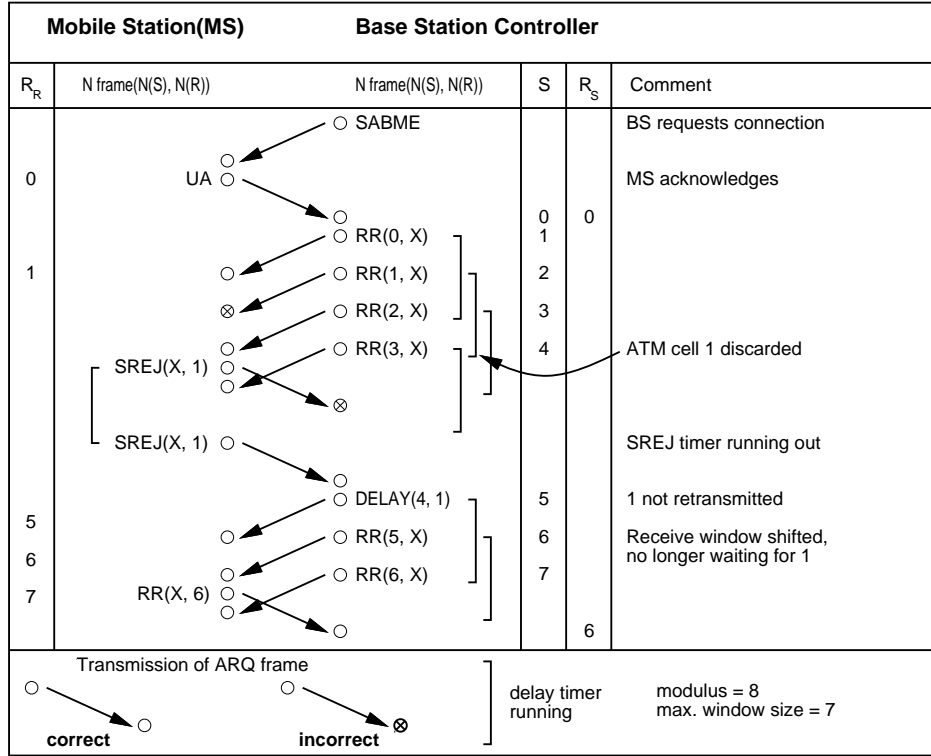 Mobile Station(MS) Base Station Controller
R_R N frame(N(S), N(R)) N frame(N(S), N(R)) S R_S Comment
SABME BS requests connection
0 UA MS acknowledges
0 0
RR(0, X) 1
1 RR(1, X) 2
RR(2, X) 3
RR(3, X) 4 ATM cell 1 discarded
SREJ(X, 1)
SREJ(X, 1) SREJ timer running out
DELAY(4, 1) 5 1 not retransmitted
5
RR(5, X) 6 Receive window shifted,
6 no longer waiting for 1
RR(6, X) 7
7 RR(X, 6)
6
Transmission of ARQ frame
delay timer modulus = 8
running max. window size = 7
correct incorrect